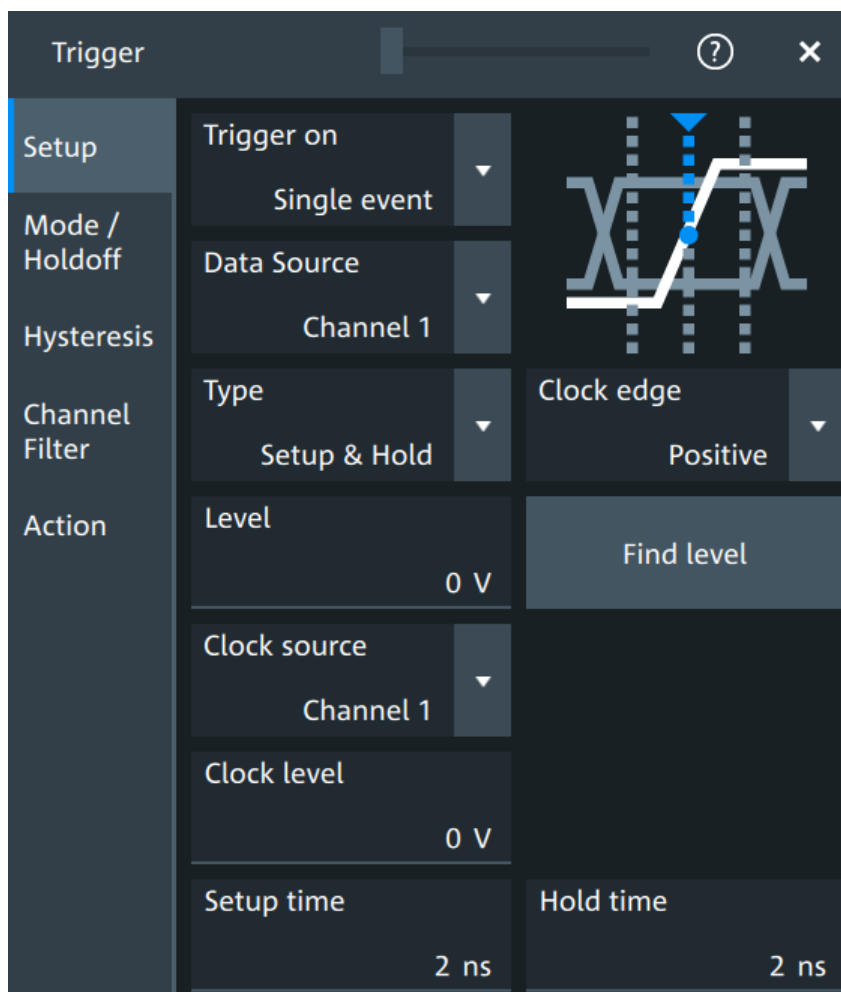 Trigger
?
×
Setup
Mode /
Holdoff
Hysteresis
Channel
Filter
Action
Trigger on
Single event
Data Source
Channel 1
Type
Setup & Hold
Clock edge
Positive
Level
0 V
Find level
Clock source
Channel 1
Clock level
0 V
Setup time
2 ns
Hold time
2 ns